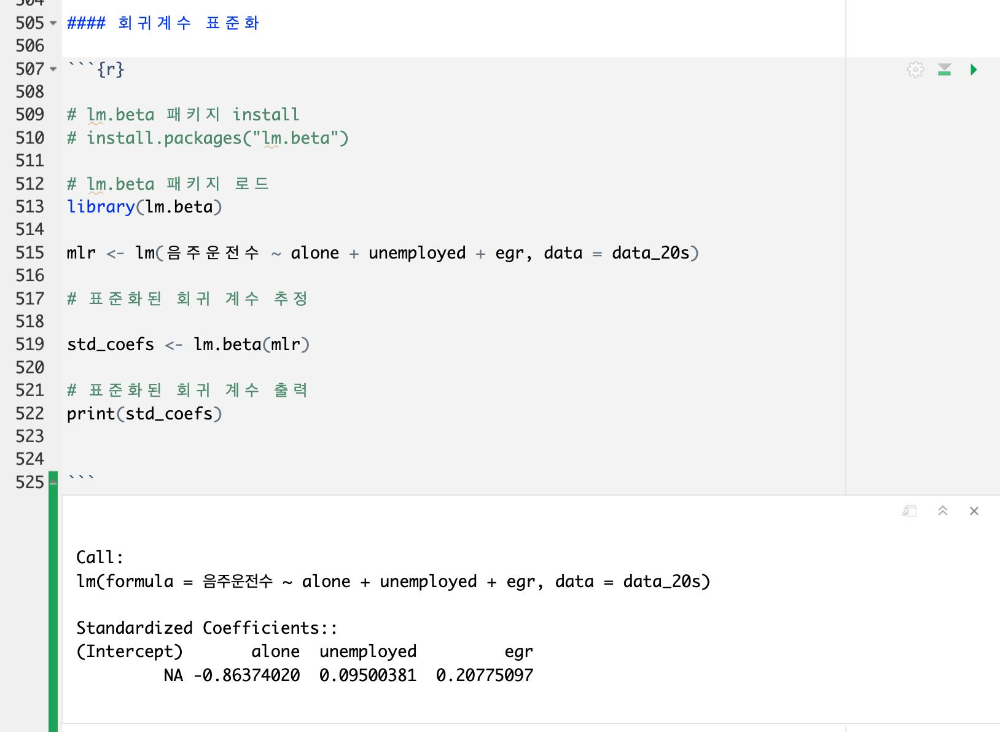 504
505 #### 회귀계수 표준화
506
507 ```{r}
508
509 # lm.beta 패키지 install
510 # install.packages("lm.beta")
511
512 # lm.beta 패키지 로드
513 library(lm.beta)
514
515 mlr <- lm(음주운전수 ~ alone + unemployed + egr, data = data_20s)
516
517 # 표준화된 회귀 계수 추정
518
519 std_coefs <- lm.beta(mlr)
520
521 # 표준화된 회귀 계수 출력
522 print(std_coefs)
523
524
525 ```
Call:
lm(formula = 음주운전수 ~ alone + unemployed + egr, data = data_20s)
Standardized Coefficients::
(Intercept) alone unemployed egr
NA -0.86374020 0.09500381 0.20775097